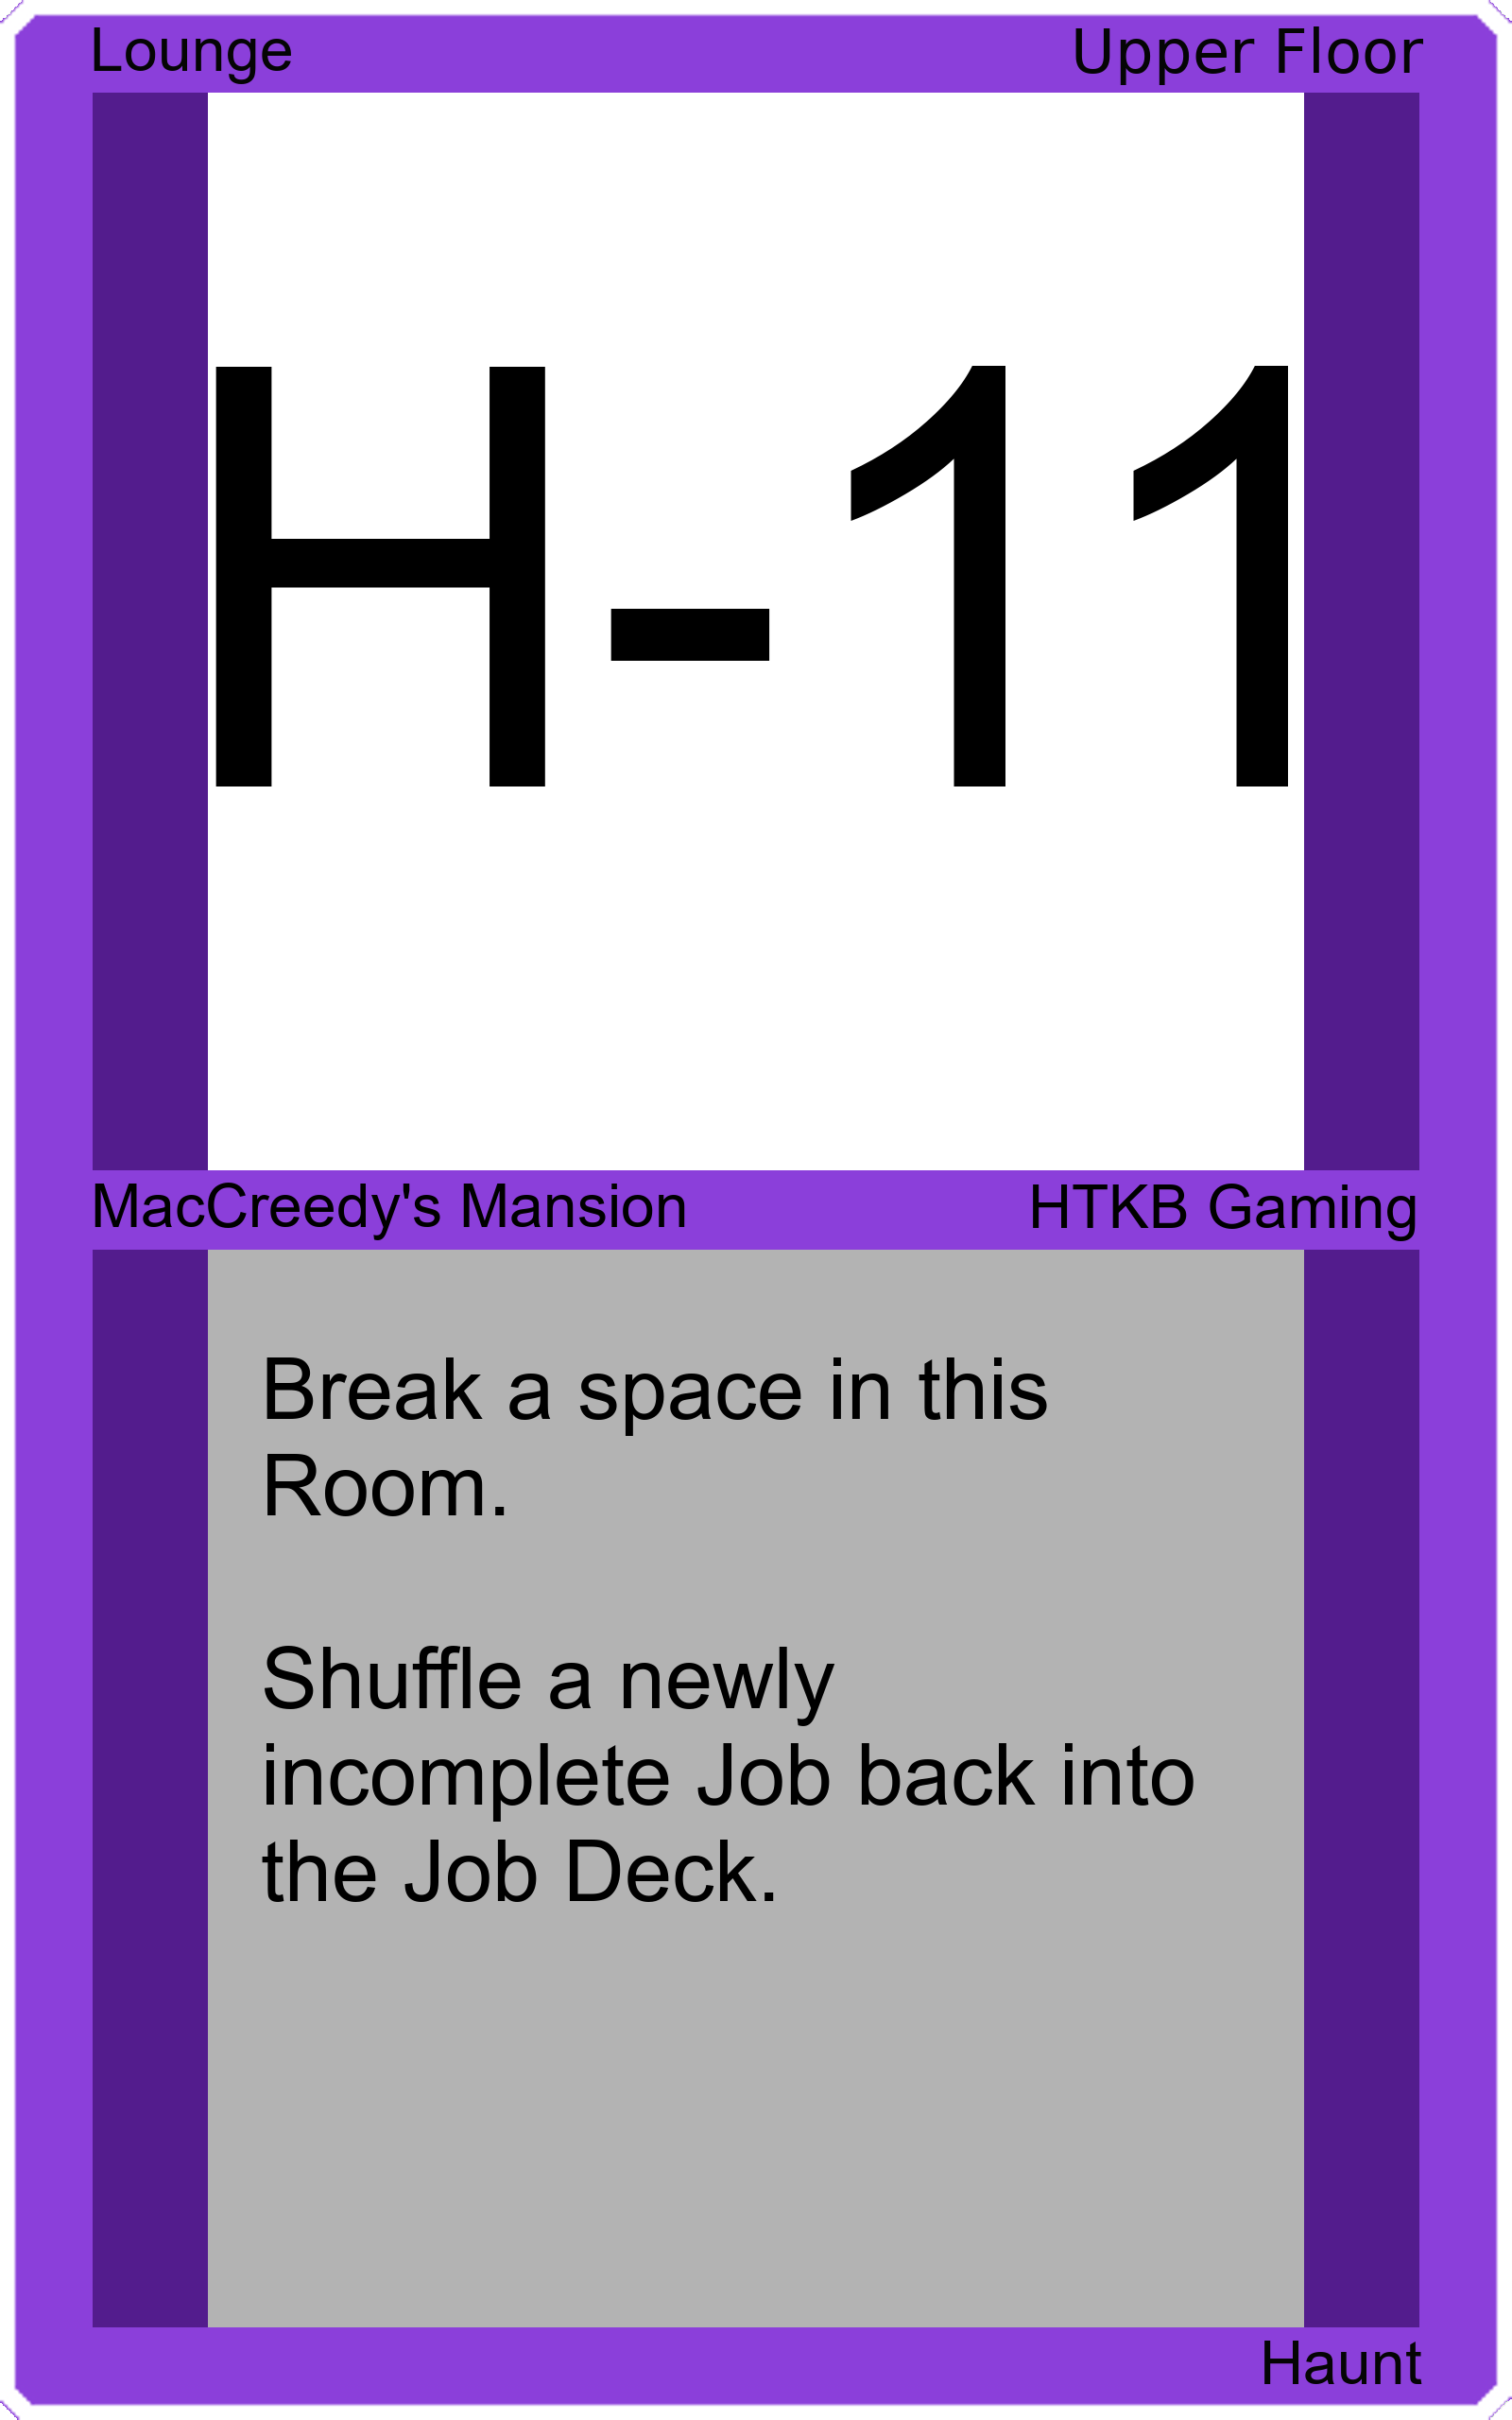 Lounge
Upper Floor
H-11
MacCreedy's Mansion
HTKB Gaming
Break a space in this
Room.
Shuffle a newly
incomplete Job back into
the Job Deck.
Haunt